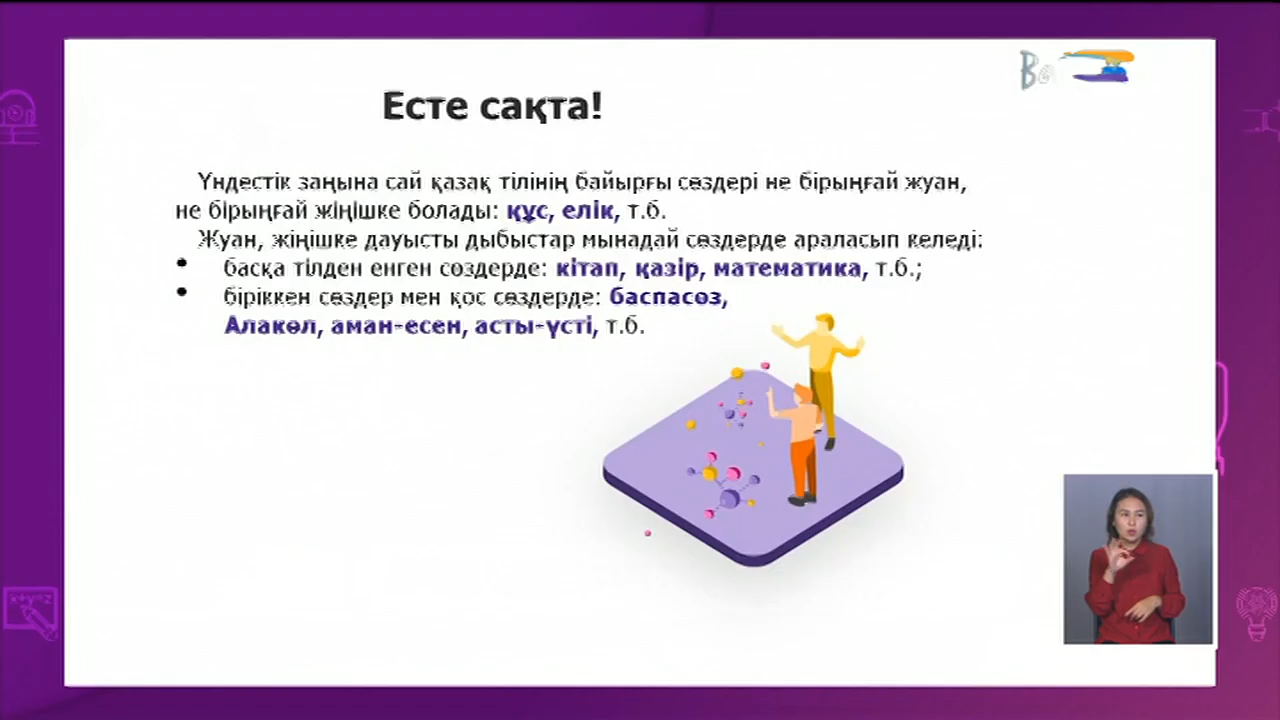 Есте сақта!
Үндестік заңына сай қазақ тілінің байырғы сөздері не бірыңғай жуан,
не бірыңғай жіңішке болады: құс, елік, т.б.
Жуан, жіңішке дауысты дыбыстар мынадай сөздерде араласып келеді:
• басқа тілден енген сөздерде: кітап, қазір, математика, т.б.;
• біріккен сөздер мен қос сөздерде: баспасөз,
Алакөл, аман-есен, асты-үсті, т.б.
x+y=z